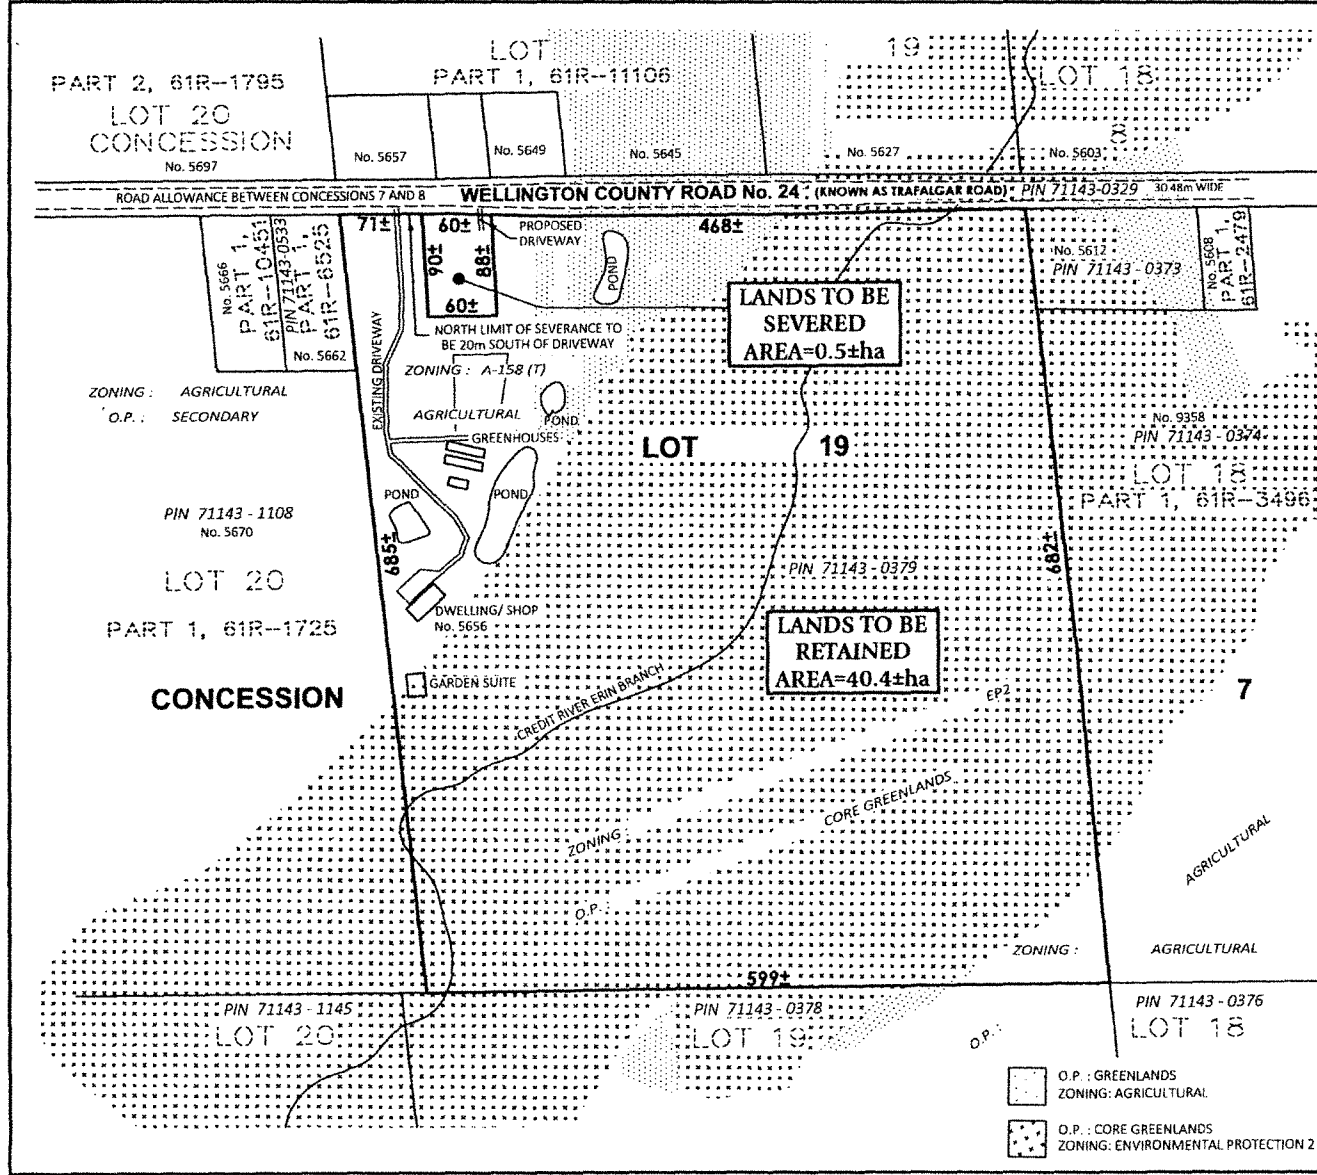 LOT
PART 1, 61R--11106
19
LOT 18
PART 2, 61R--1795
LOT 20
CONCESSION
No. 5697
No. 5657
No. 5649
No. 5645
No. 5627
No. 5603
ROAD ALLOWANCE BETWEEN CONCESSIONS 7 AND 8
WELLINGTON COUNTY ROAD No. 24 (KNOWN AS TRAFALGAR ROAD) PIN 71143-0329 30.48m WIDE
71±
60±
PROPOSED
DRIVEWAY
468±
90±
88±
60±
POND
No. 5666
PART 1,
61R--10451
PIN 71143-0533
PART 1,
61R--6525
No. 5662
No. 5612
PIN 71143 - 0373
No. 5608
PART 1,
61R--2479
LANDS TO BE
SEVERED
AREA=0.5±ha
NORTH LIMIT OF SEVERANCE TO
BE 20m SOUTH OF DRIVEWAY
EXISTING DRIVEWAY
ZONING : A-158 (T)
AGRICULTURAL
POND
GREENHOUSES
ZONING : AGRICULTURAL
O.P. : SECONDARY
LOT 19
No. 9358
PIN 71143 - 0374
LOT 18
PART 1, 61R--3496
POND
POND
PIN 71143 - 1108
No. 5670
685±
682±
PIN 71143 - 0379
LOT 20
PART 1, 61R--1725
DWELLING/ SHOP
No. 5656
LANDS TO BE
RETAINED
AREA=40.4±ha
GARDEN SUITE
CONCESSION
7
CREDIT RIVER ERIN BRANCH
ZONING : EP2
O.P. : CORE GREENLANDS
AGRICULTURAL
ZONING : AGRICULTURAL
599±
PIN 71143 - 1145
LOT 20
PIN 71143 - 0378
LOT 19
PIN 71143 - 0376
LOT 18
O.P. :
O.P. : GREENLANDS
ZONING: AGRICULTURAL
O.P. : CORE GREENLANDS
ZONING: ENVIRONMENTAL PROTECTION 2